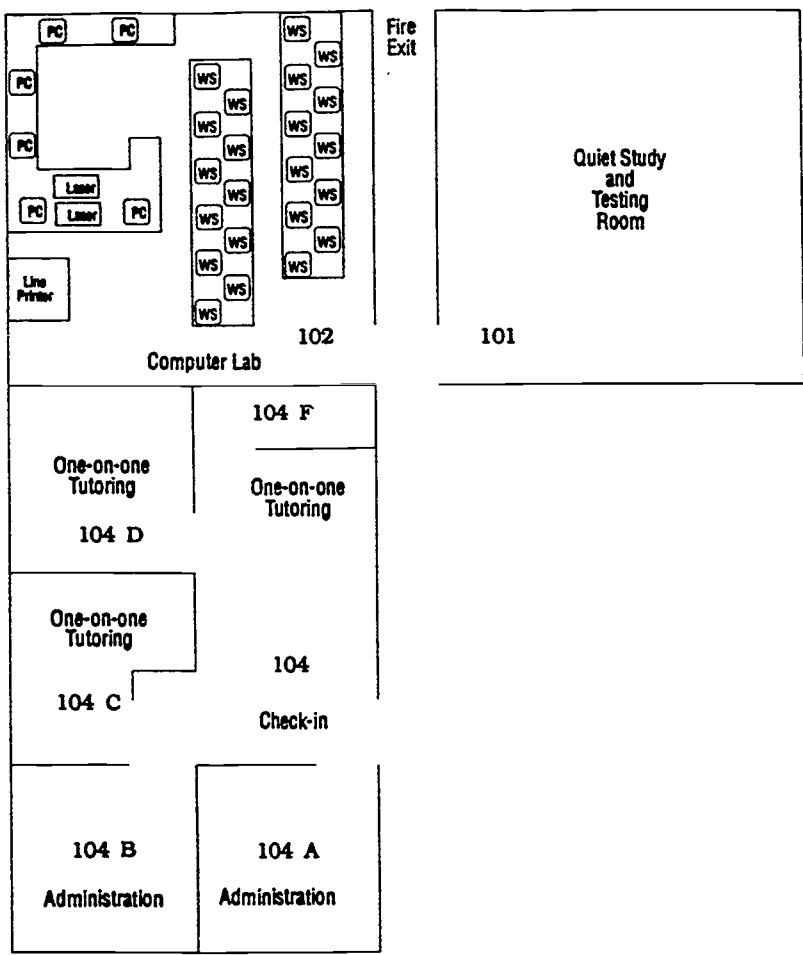 PC
PC
WS
Fire
Exit
WS
PC
WS
WS
WS
WS
WS
WS
PC
WS
WS
Quiet Study
and
Testing
Room
WS
WS
Laser
WS
WS
PC
Laser
PC
WS
WS
WS
WS
WS
WS
Line
Printer
WS
WS
102
101
Computer Lab
104 F
One-on-one
Tutoring
One-on-one
Tutoring
104 D
One-on-one
Tutoring
104
104 C
Check-in
104 B
104 A
Administration
Administration